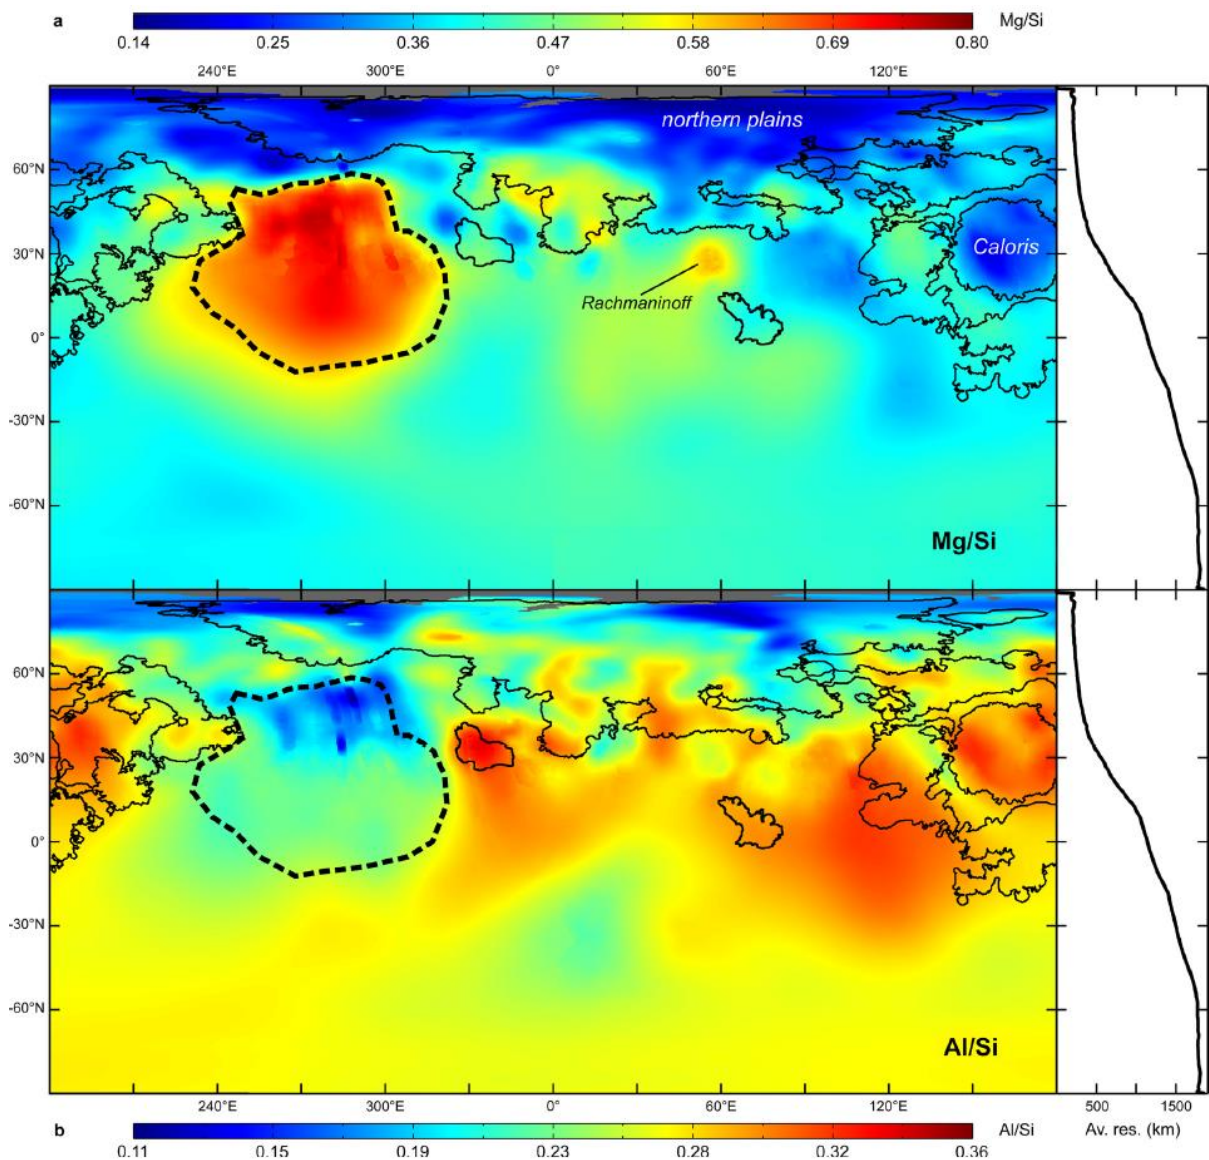 a
Mg/Si
0.14 0.25 0.36 0.47 0.58 0.69 0.80
240°E 300°E 0° 60°E 120°E
northern plains
60°N
30°N
Caloris
Rachmaninoff
0°
-30°N
-60°N
Mg/Si
60°N
30°N
0°
-30°N
-60°N
Al/Si
240°E 300°E 0° 60°E 120°E 500 1500
b
Al/Si
Av. res. (km)
0.11 0.15 0.19 0.23 0.28 0.32 0.36